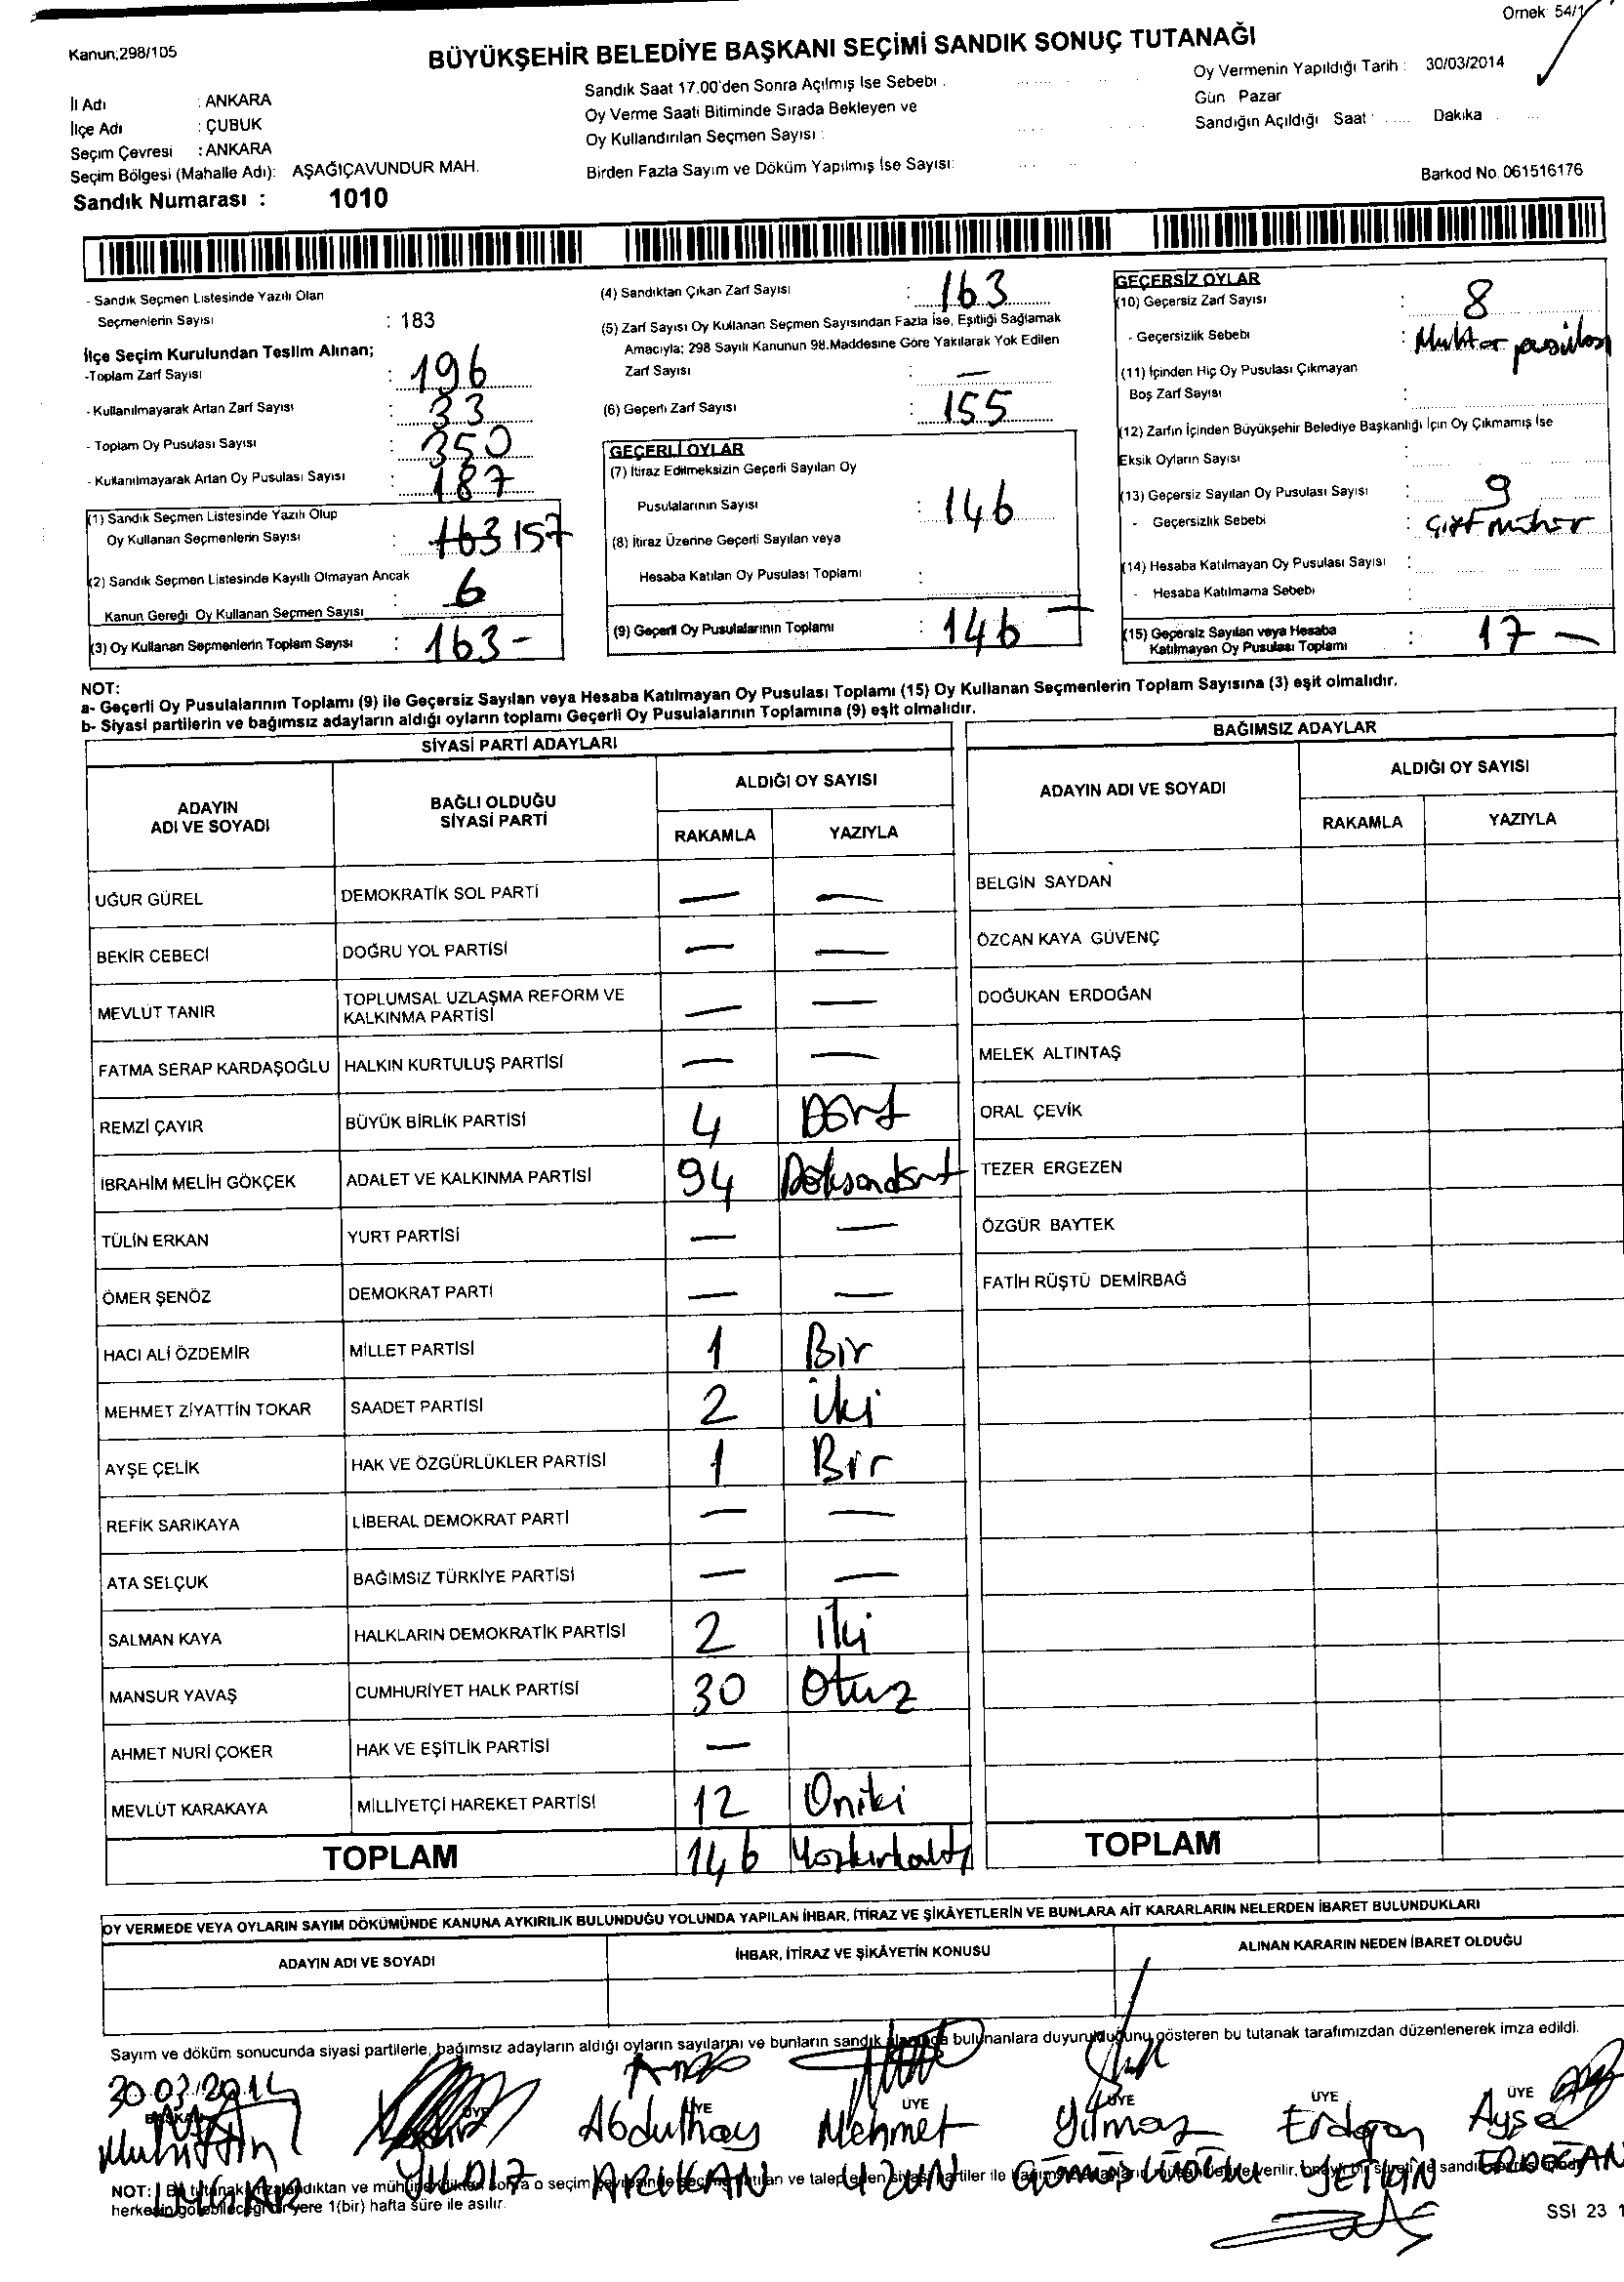 Örnek: 54/1
Kanun;298/105
BÜYÜKŞEHİR BELEDİYE BAŞKANI SEÇİMİ SANDIK SONUÇ TUTANAĞI
İl Adı : ANKARA
İlçe Adı : ÇUBUK
Seçim Çevresi : ANKARA
Seçim Bölgesi (Mahalle Adı): AŞAĞIÇAVUNDUR MAH.
Sandık Numarası : 1010
Sandık Saat 17.00'den Sonra Açılmış İse Sebebi :
Oy Verme Saati Bitiminde Sırada Bekleyen ve
Oy Kullandırılan Seçmen Sayısı :
Birden Fazla Sayım ve Döküm Yapılmış İse Sayısı:
Oy Vermenin Yapıldığı Tarih : 30/03/2014
Gün Pazar
Sandığın Açıldığı Saat : ..... Dakika
Barkod No. 061516176
- Sandık Seçmen Listesinde Yazılı Olan
Seçmenlerin Sayısı : 183
İlçe Seçim Kurulundan Teslim Alınan;
-Toplam Zarf Sayısı : 196
- Kullanılmayarak Artan Zarf Sayısı : 33
- Toplam Oy Pusulası Sayısı : 350
- Kullanılmayarak Artan Oy Pusulası Sayısı : 187
(1) Sandık Seçmen Listesinde Yazılı Olup
Oy Kullanan Seçmenlerin Sayısı : 163 157
(2) Sandık Seçmen Listesinde Kayıtlı Olmayan Ancak
Kanun Gereği Oy Kullanan Seçmen Sayısı : 6
(3) Oy Kullanan Seçmenlerin Toplam Sayısı : 163 -
(4) Sandıktan Çıkan Zarf Sayısı : 163
(5) Zarf Sayısı Oy Kullanan Seçmen Sayısından Fazla İse, Eşitliği Sağlamak
Amacıyla; 298 Sayılı Kanunun 98.Maddesine Göre Yakılarak Yok Edilen
Zarf Sayısı : —
(6) Geçerli Zarf Sayısı : 155
GEÇERLİ OYLAR
(7) İtiraz Edilmeksizin Geçerli Sayılan Oy
Pusulalarının Sayısı : 146
(8) İtiraz Üzerine Geçerli Sayılan veya
Hesaba Katılan Oy Pusulası Toplamı :
(9) Geçerli Oy Pusulalarının Toplamı : 146 —
GEÇERSİZ OYLAR
(10) Geçersiz Zarf Sayısı : 8
- Geçersizlik Sebebi : Muhtar pusulası
(11) İçinden Hiç Oy Pusulası Çıkmayan
Boş Zarf Sayısı :
(12) Zarfın İçinden Büyükşehir Belediye Başkanlığı İçin Oy Çıkmamış İse
Eksik Oyların Sayısı :
(13) Geçersiz Sayılan Oy Pusulası Sayısı : 9
- Geçersizlik Sebebi : Çift mühür
(14) Hesaba Katılmayan Oy Pusulası Sayısı :
- Hesaba Katılmama Sebebi :
(15) Geçersiz Sayılan veya Hesaba
Katılmayan Oy Pusulası Toplamı : 17 —
NOT:
a- Geçerli Oy Pusulalarının Toplamı (9) ile Geçersiz Sayılan veya Hesaba Katılmayan Oy Pusulası Toplamı (15) Oy Kullanan Seçmenlerin Toplam Sayısına (3) eşit olmalıdır.
b- Siyasi partilerin ve bağımsız adayların aldığı oyların toplamı Geçerli Oy Pusulalarının Toplamına (9) eşit olmalıdır.
SİYASİ PARTİ ADAYLARI
ADAYIN ADI VE SOYADI BAĞLI OLDUĞU SİYASİ PARTİ ALDIĞI OY SAYISI
RAKAMLA YAZIYLA
UĞUR GÜREL DEMOKRATİK SOL PARTİ — —
BEKİR CEBECİ DOĞRU YOL PARTİSİ — —
MEVLÜT TANIR TOPLUMSAL UZLAŞMA REFORM VE KALKINMA PARTİSİ — —
FATMA SERAP KARDAŞOĞLU HALKIN KURTULUŞ PARTİSİ — —
REMZİ ÇAYIR BÜYÜK BİRLİK PARTİSİ 4 Dört
İBRAHİM MELİH GÖKÇEK ADALET VE KALKINMA PARTİSİ 94 Doksandört
TÜLİN ERKAN YURT PARTİSİ — —
ÖMER ŞENÖZ DEMOKRAT PARTİ — —
HACI ALİ ÖZDEMİR MİLLET PARTİSİ 1 Bir
MEHMET ZİYATTİN TOKAR SAADET PARTİSİ 2 iki
AYŞE ÇELİK HAK VE ÖZGÜRLÜKLER PARTİSİ 1 Bir
REFİK SARIKAYA LİBERAL DEMOKRAT PARTİ — —
ATA SELÇUK BAĞIMSIZ TÜRKİYE PARTİSİ — —
SALMAN KAYA HALKLARIN DEMOKRATİK PARTİSİ 2 İki
MANSUR YAVAŞ CUMHURİYET HALK PARTİSİ 30 Otuz
AHMET NURİ ÇOKER HAK VE EŞİTLİK PARTİSİ —
MEVLÜT KARAKAYA MİLLİYETÇİ HAREKET PARTİSİ 12 Oniki
TOPLAM 146 Yüzkırkaltı
BAĞIMSIZ ADAYLAR
ADAYIN ADI VE SOYADI ALDIĞI OY SAYISI
RAKAMLA YAZIYLA
BELGİN SAYDAN
ÖZCAN KAYA GÜVENÇ
DOĞUKAN ERDOĞAN
MELEK ALTINTAŞ
ORAL ÇEVİK
TEZER ERGEZEN
ÖZGÜR BAYTEK
FATİH RÜŞTÜ DEMİRBAĞ
TOPLAM
OY VERMEDE VEYA OYLARIN SAYIM DÖKÜMÜNDE KANUNA AYKIRILIK BULUNDUĞU YOLUNDA YAPILAN İHBAR, İTİRAZ VE ŞİKÂYETLERİN VE BUNLARA AİT KARARLARIN NELERDEN İBARET BULUNDUKLARI
ADAYIN ADI VE SOYADI İHBAR, İTİRAZ VE ŞİKÂYETİN KONUSU ALINAN KARARIN NEDEN İBARET OLDUĞU
Sayım ve döküm sonucunda siyasi partilerle, bağımsız adayların aldığı oyların sayılarını ve bunların sandık alanında bulunanlara duyurulduğunu gösteren bu tutanak tarafımızdan düzenlenerek imza edildi.
30.03.2014
BAŞKAN ÜYE ÜYE ÜYE ÜYE ÜYE ÜYE
Muhittin Abdulhay Mehmet Yılmaz Erdogan Ayşe
YILDIZ ARIKAN UZUN GÜMÜŞLÜOĞLU YETKİN ERDOĞAN
NOT: Bu tutanak imzalandıktan ve mühürlendikten sonra o seçim çevresinde seçime katılan ve talep eden siyasi partiler ile
herkesin görebileceği bir yere 1(bir) hafta süre ile asılır.
SSI 23 1